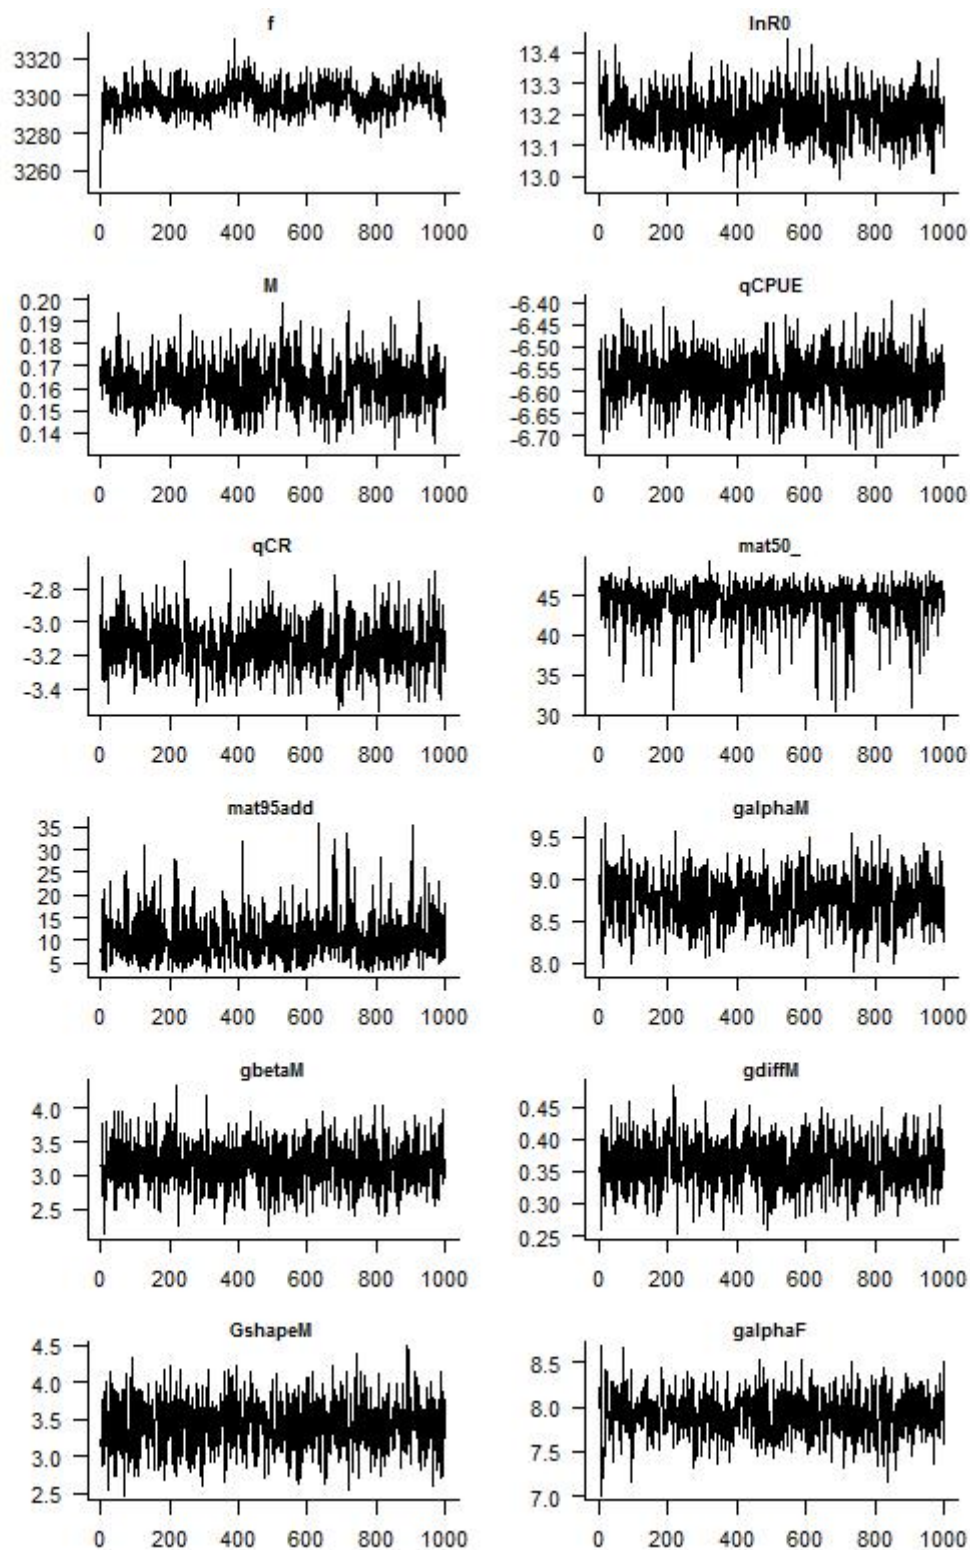 f
3320
3300
3280
3260
0 200 400 600 800 1000
lnR0
13.4
13.3
13.2
13.1
13.0
0 200 400 600 800 1000
M
0.20
0.19
0.18
0.17
0.16
0.15
0.14
0 200 400 600 800 1000
qCPUE
-6.40
-6.45
-6.50
-6.55
-6.60
-6.65
-6.70
0 200 400 600 800 1000
qCR
-2.8
-3.0
-3.2
-3.4
0 200 400 600 800 1000
mat50_
45
40
35
30
0 200 400 600 800 1000
mat95add
35
30
25
20
15
10
5
0 200 400 600 800 1000
galphaM
9.5
9.0
8.5
8.0
0 200 400 600 800 1000
gbetaM
4.0
3.5
3.0
2.5
0 200 400 600 800 1000
gdiffM
0.45
0.40
0.35
0.30
0.25
0 200 400 600 800 1000
GshapeM
4.5
4.0
3.5
3.0
2.5
0 200 400 600 800 1000
galphaF
8.5
8.0
7.5
7.0
0 200 400 600 800 1000